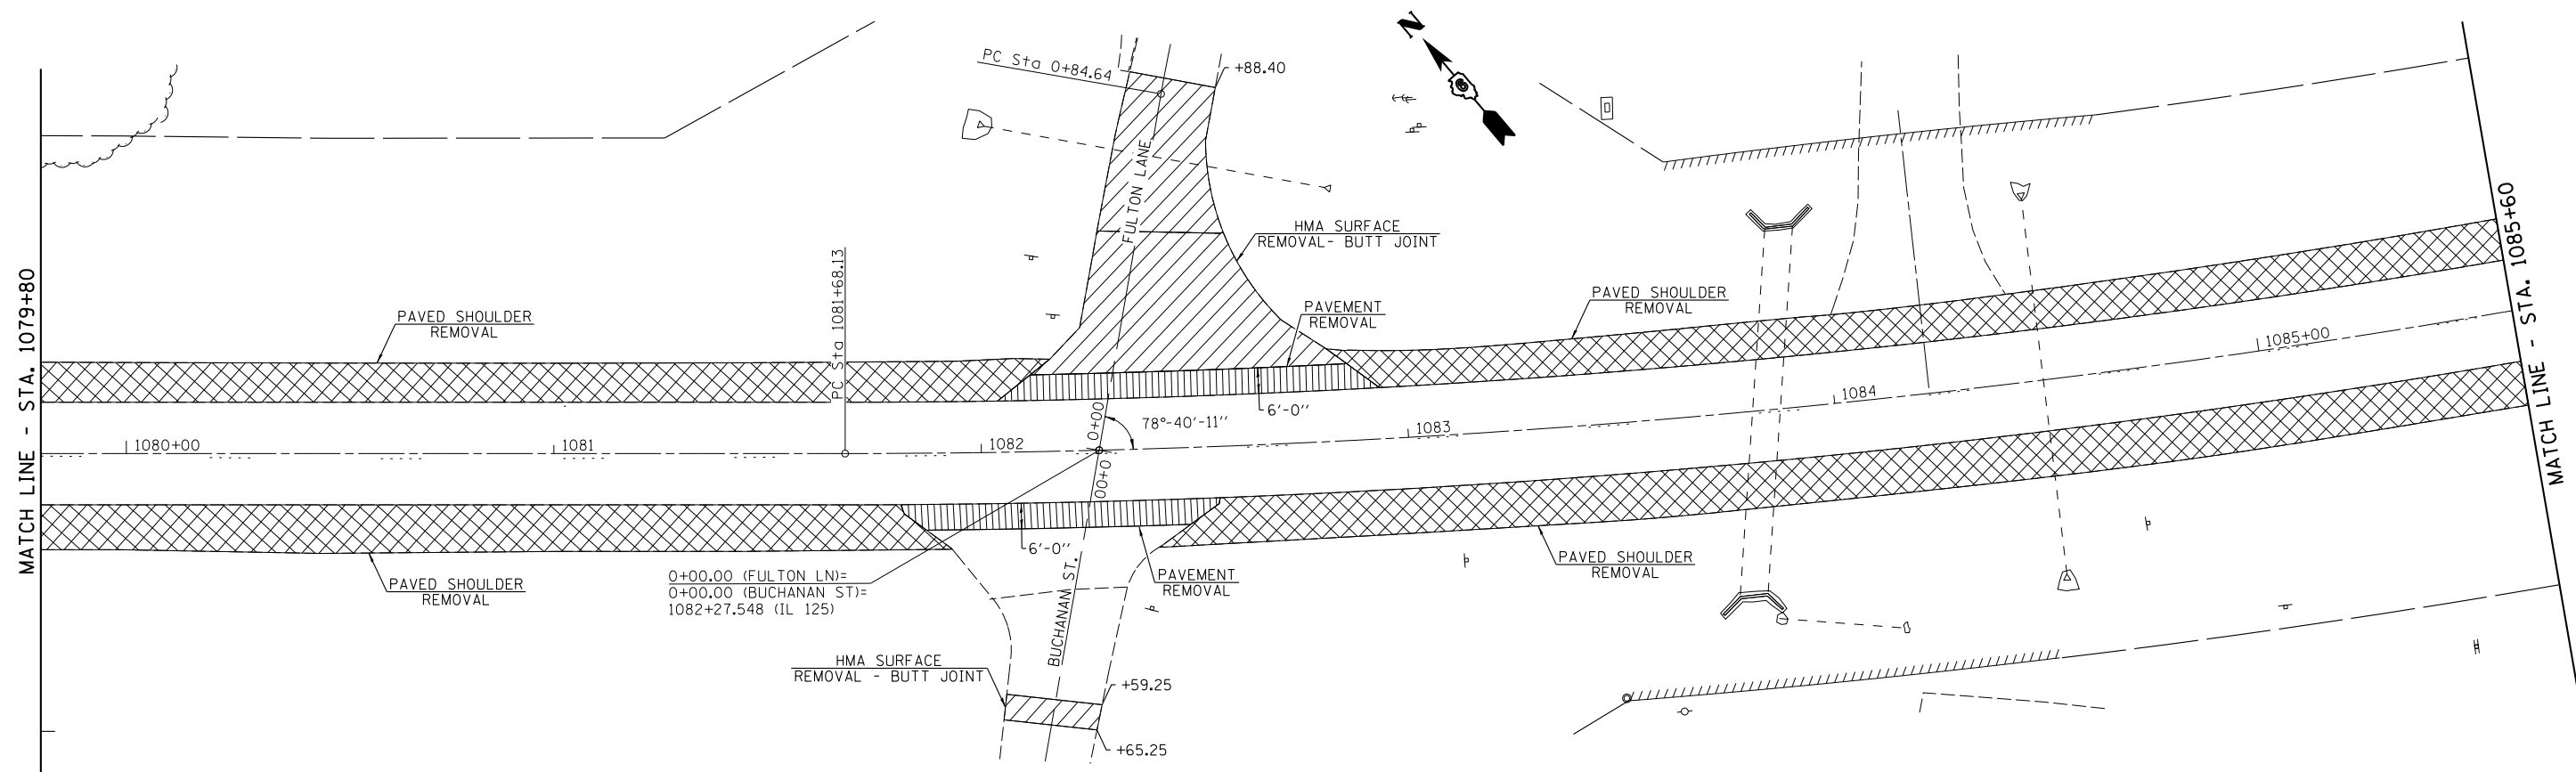 N
6
PC Sta 0+84.64
+88.40
FULTON LANE
HMA SURFACE
REMOVAL- BUTT JOINT
MATCH LINE - STA. 1079+80
PAVED SHOULDER
REMOVAL
PC Sta 1081+68.13
PAVEMENT
REMOVAL
PAVED SHOULDER
REMOVAL
MATCH LINE - STA. 1085+60
1080+00
1081
1082
0+00
78°-40'-11''
6'-0''
1083
1084
1085+00
0+00
PAVED SHOULDER
REMOVAL
6'-0''
0+00.00 (FULTON LN)=
0+00.00 (BUCHANAN ST)=
1082+27.548 (IL 125)
BUCHANAN ST.
PAVEMENT
REMOVAL
PAVED SHOULDER
REMOVAL
HMA SURFACE
REMOVAL - BUTT JOINT
+59.25
+65.25